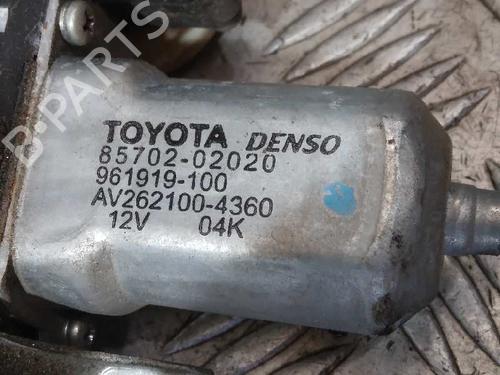 B-PARTS
TOYOTA DENSO
85702-02020
961919-100
AV262100-4360
12V 04K